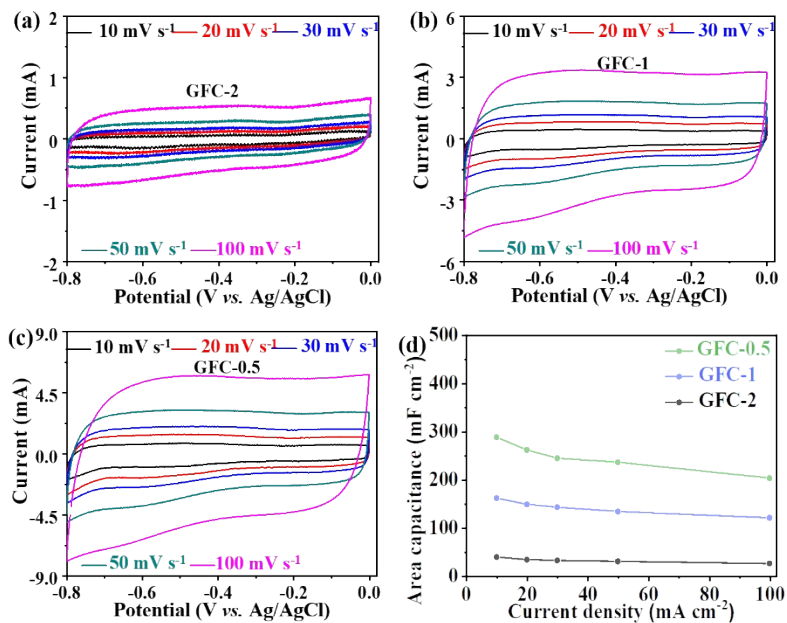 (a)
10 mV s⁻¹ 20 mV s⁻¹ 30 mV s⁻¹
GFC-2
50 mV s⁻¹ 100 mV s⁻¹
Current (mA)
2
1
0
-1
-2
-0.8 -0.6 -0.4 -0.2 0.0
Potential (V vs. Ag/AgCl)
(b)
10 mV s⁻¹ 20 mV s⁻¹ 30 mV s⁻¹
GFC-1
50 mV s⁻¹ 100 mV s⁻¹
Current (mA)
6
3
0
-3
-6
-0.8 -0.6 -0.4 -0.2 0.0
Potential (V vs. Ag/AgCl)
(c)
10 mV s⁻¹ 20 mV s⁻¹ 30 mV s⁻¹
GFC-0.5
50 mV s⁻¹ 100 mV s⁻¹
Current (mA)
9.0
4.5
0.0
-4.5
-9.0
-0.8 -0.6 -0.4 -0.2 0.0
Potential (V vs. Ag/AgCl)
(d)
GFC-0.5
GFC-1
GFC-2
Area capacitance (mF cm⁻²)
500
400
300
200
100
0
0 20 40 60 80 100
Current density (mA cm⁻²)